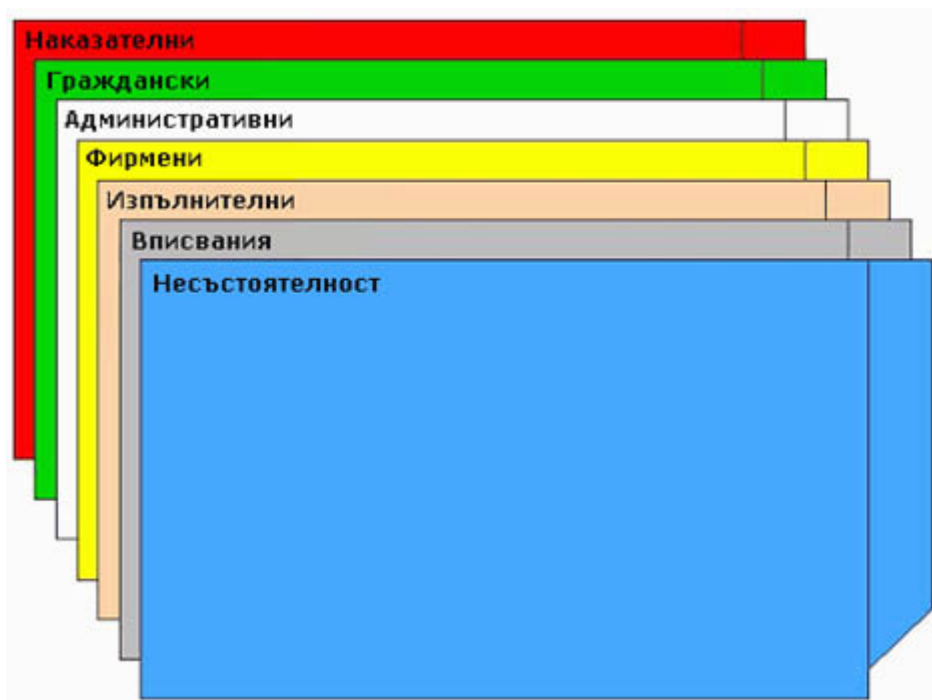 Наказателни
Граждански
Административни
Фирмени
Изпълнителни
Вписвания
Несъстоятелност